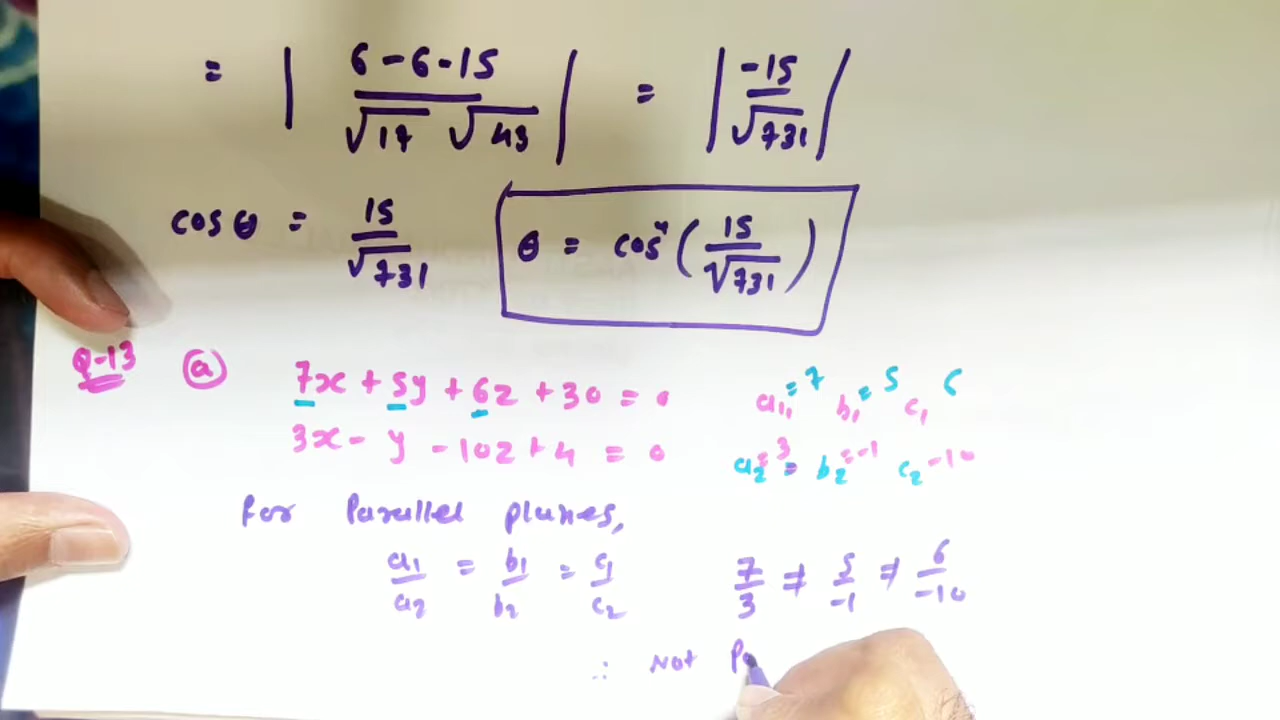 = | 6-6-15 / √17 √43 | = | -15 / √731 |
cos θ = 15 / √731 θ = cos⁻¹ ( 15 / √731 )
Q-13 (a) 7x + 5y + 6z + 30 = 0 a₁, = 7 b₁ = 5 c₁ 6
3x - y - 10z + 4 = 0 a₂ = 3 b₂ = -1 c₂ -10
For Parallel planes,
a₁/a₂ = b₁/b₂ = c₁/c₂ 7/3 ≠ 5/-1 ≠ 6/-10
∴ Not Pa